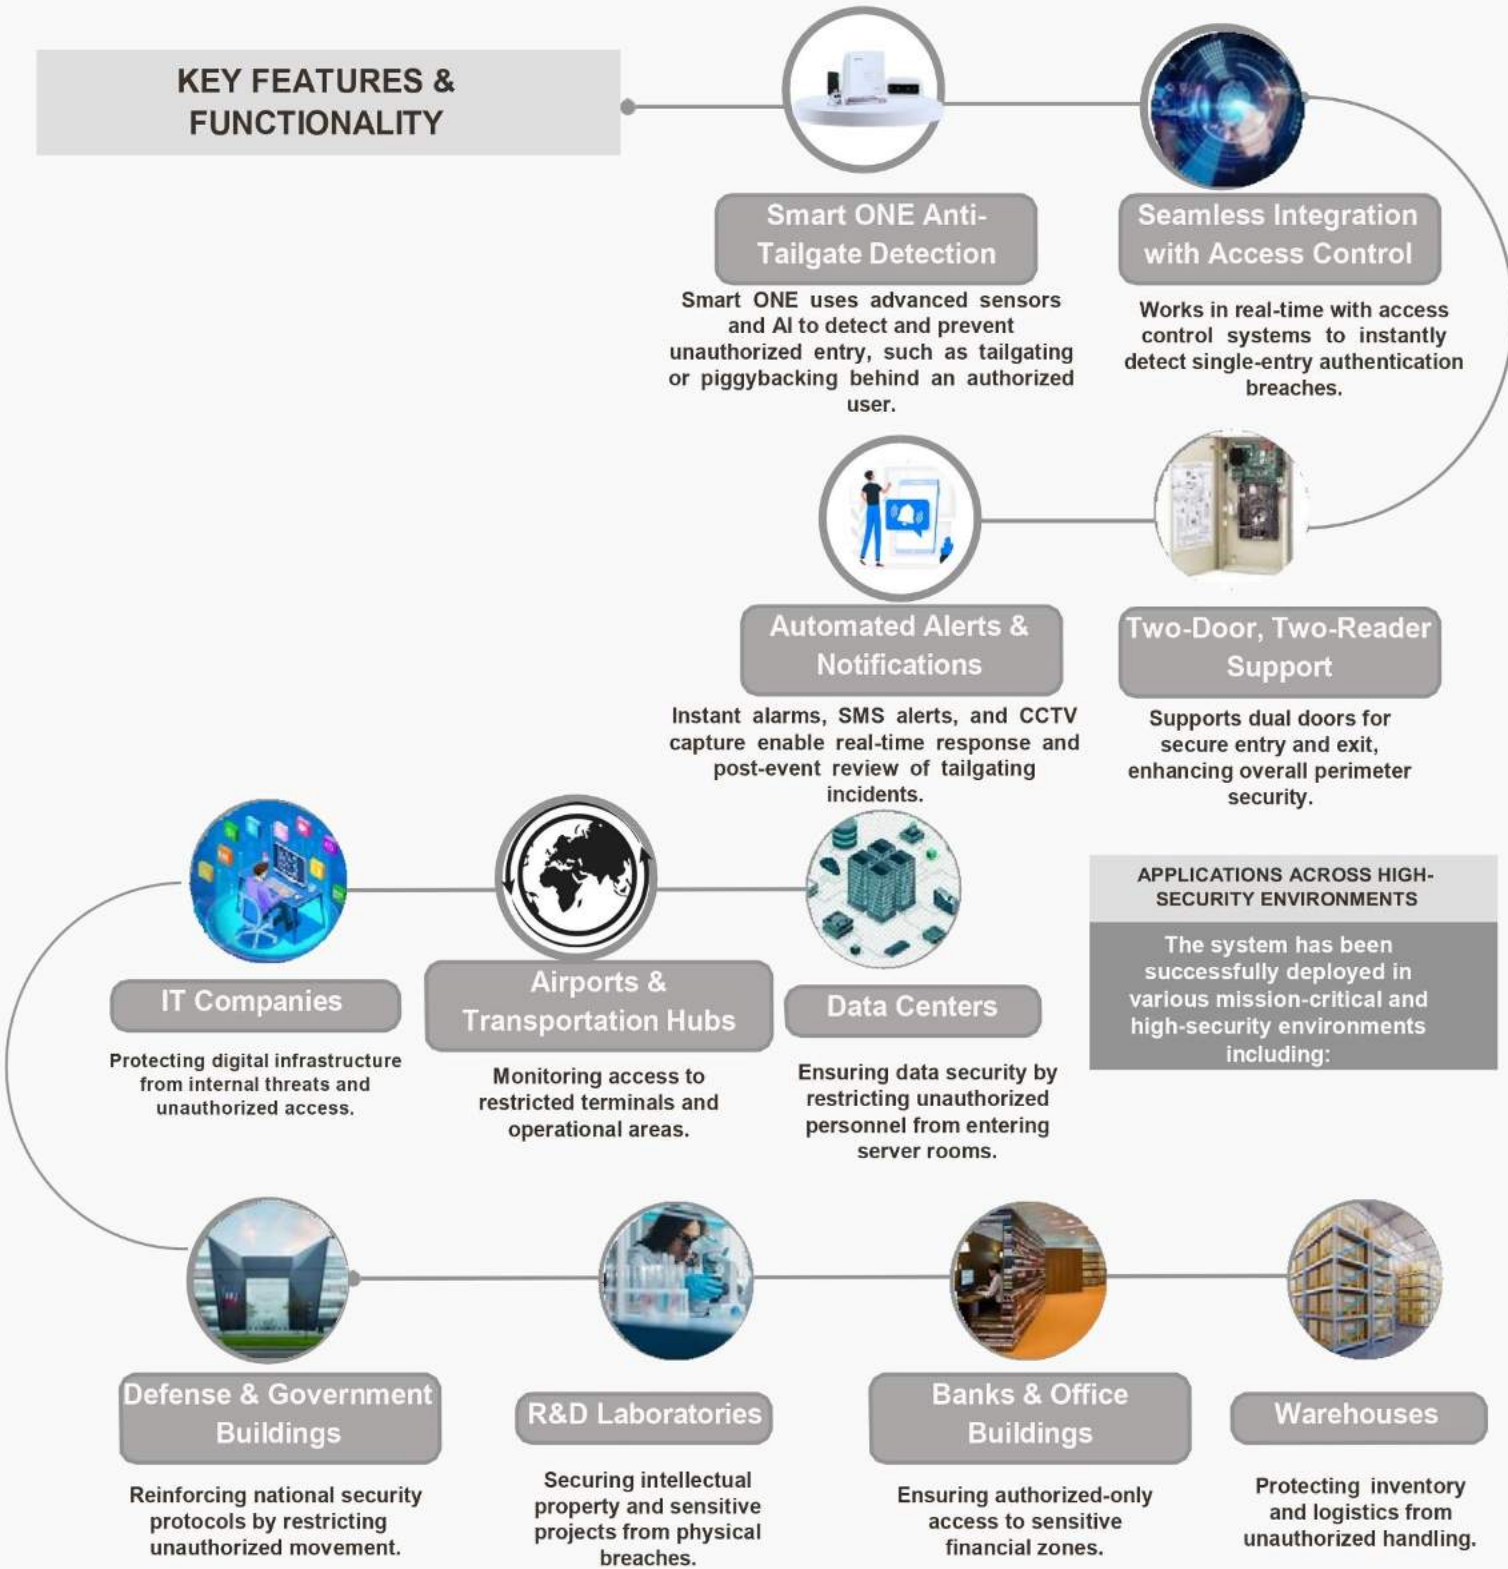 KEY FEATURES &
FUNCTIONALITY
Smart ONE Anti-
Tailgate Detection
Smart ONE uses advanced sensors
and AI to detect and prevent
unauthorized entry, such as tailgating
or piggybacking behind an authorized
user.
Seamless Integration
with Access Control
Works in real-time with access
control systems to instantly
detect single-entry authentication
breaches.
Automated Alerts &
Notifications
Instant alarms, SMS alerts, and CCTV
capture enable real-time response and
post-event review of tailgating
incidents.
Two-Door, Two-Reader
Support
Supports dual doors for
secure entry and exit,
enhancing overall perimeter
security.
APPLICATIONS ACROSS HIGH-
SECURITY ENVIRONMENTS
The system has been
successfully deployed in
various mission-critical and
high-security environments
including:
IT Companies
Protecting digital infrastructure
from internal threats and
unauthorized access.
Airports &
Transportation Hubs
Monitoring access to
restricted terminals and
operational areas.
Data Centers
Ensuring data security by
restricting unauthorized
personnel from entering
server rooms.
Defense & Government
Buildings
Reinforcing national security
protocols by restricting
unauthorized movement.
R&D Laboratories
Securing intellectual
property and sensitive
projects from physical
breaches.
Banks & Office
Buildings
Ensuring authorized-only
access to sensitive
financial zones.
Warehouses
Protecting inventory
and logistics from
unauthorized handling.